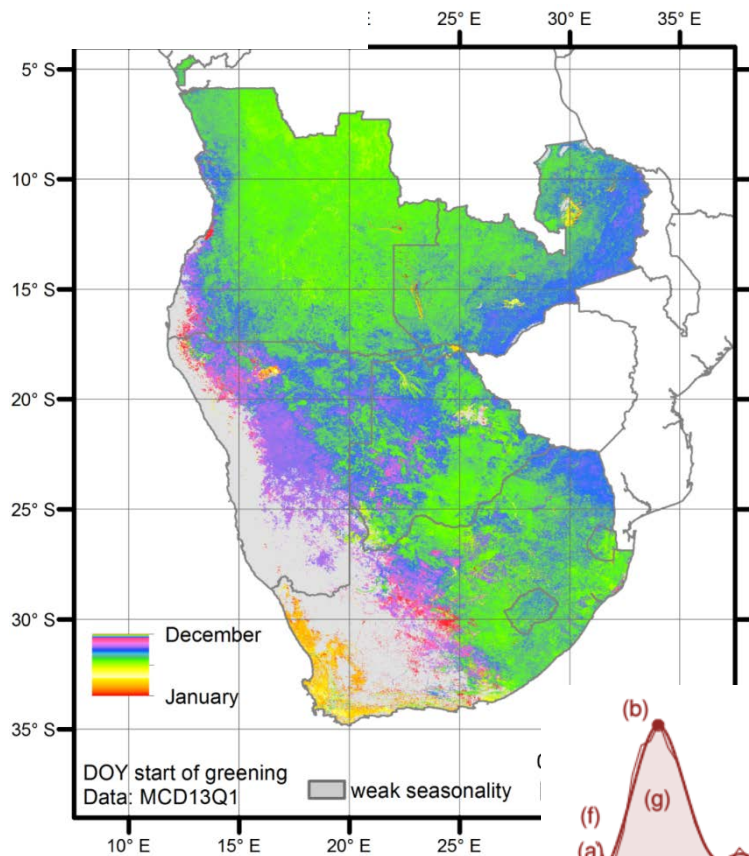 25° E 30° E 35° E
5° S
10° S
15° S
20° S
25° S
30° S
35° S
December
January
DOY start of greening
Data: MCD13Q1
weak seasonality
10° E 15° E 20° E 25° E
(b)
(g)
(f)
(a)